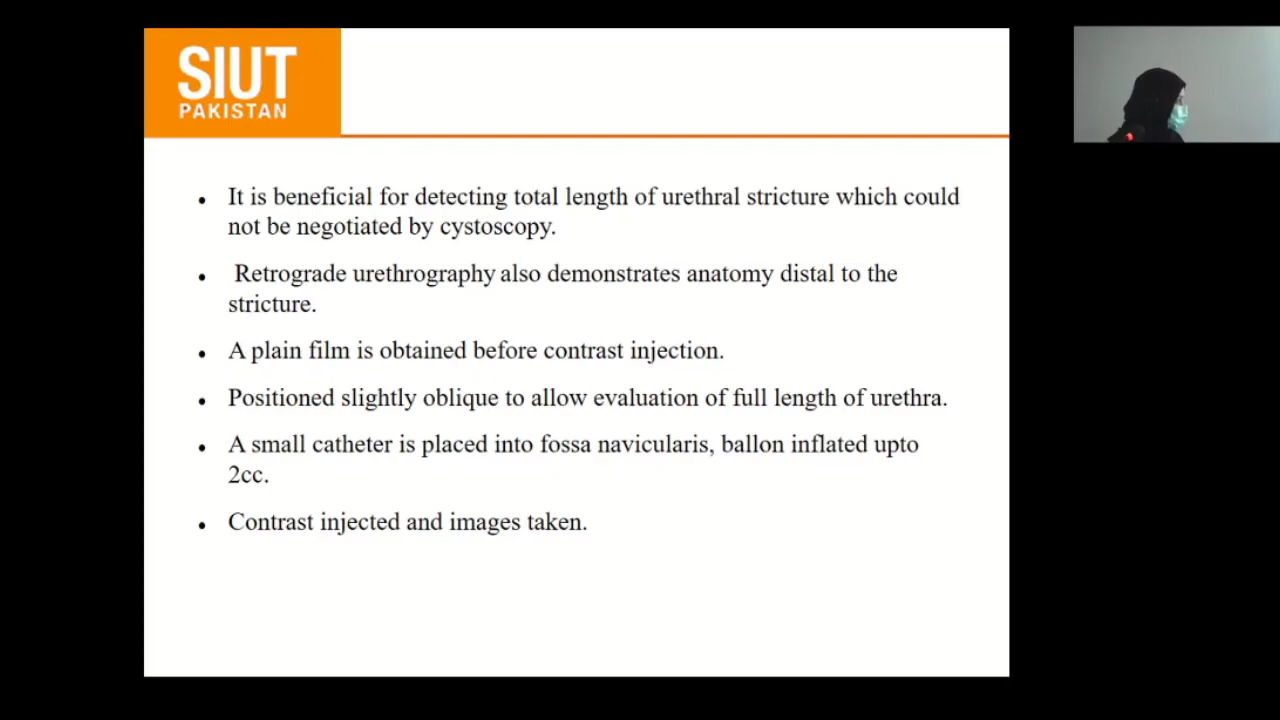 SIUT
PAKISTAN
• It is beneficial for detecting total length of urethral stricture which could
not be negotiated by cystoscopy.
• Retrograde urethrography also demonstrates anatomy distal to the
stricture.
• A plain film is obtained before contrast injection.
• Positioned slightly oblique to allow evaluation of full length of urethra.
• A small catheter is placed into fossa navicularis, ballon inflated upto
2cc.
• Contrast injected and images taken.